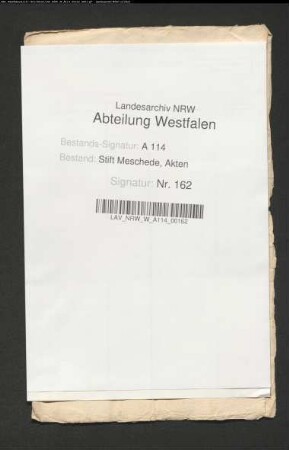 Landesarchiv NRW
Abteilung Westfalen
Bestands-Signatur: A 114
Bestand: Stift Meschede, Akten
Signatur: Nr. 162
LAV_NRW_W_A114_00162